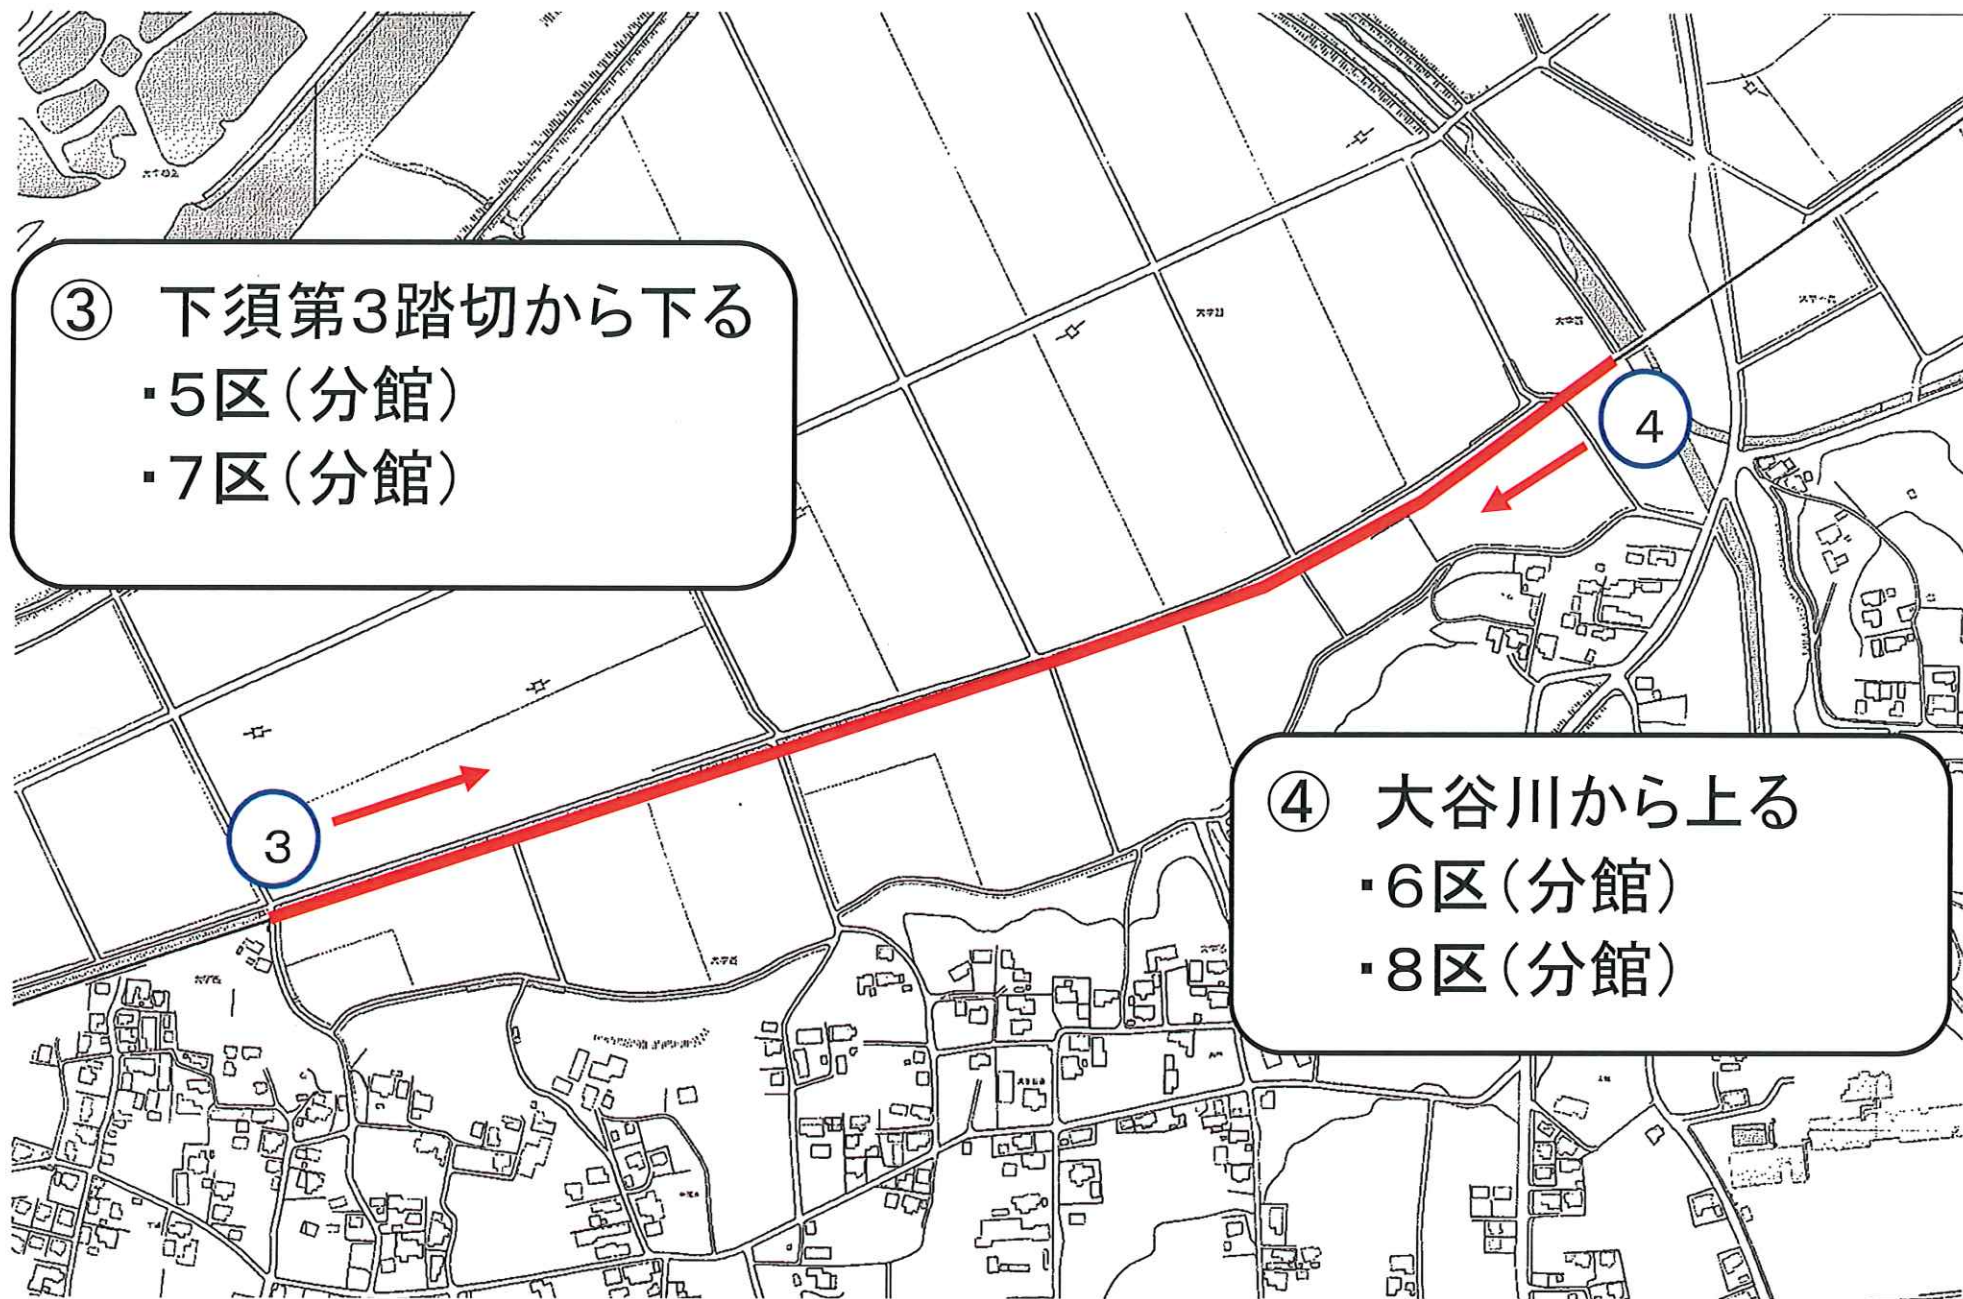 ③ 下須第3踏切から下る
・5区(分館)
・7区(分館)
4
3
④ 大谷川から上る
・6区(分館)
・8区(分館)